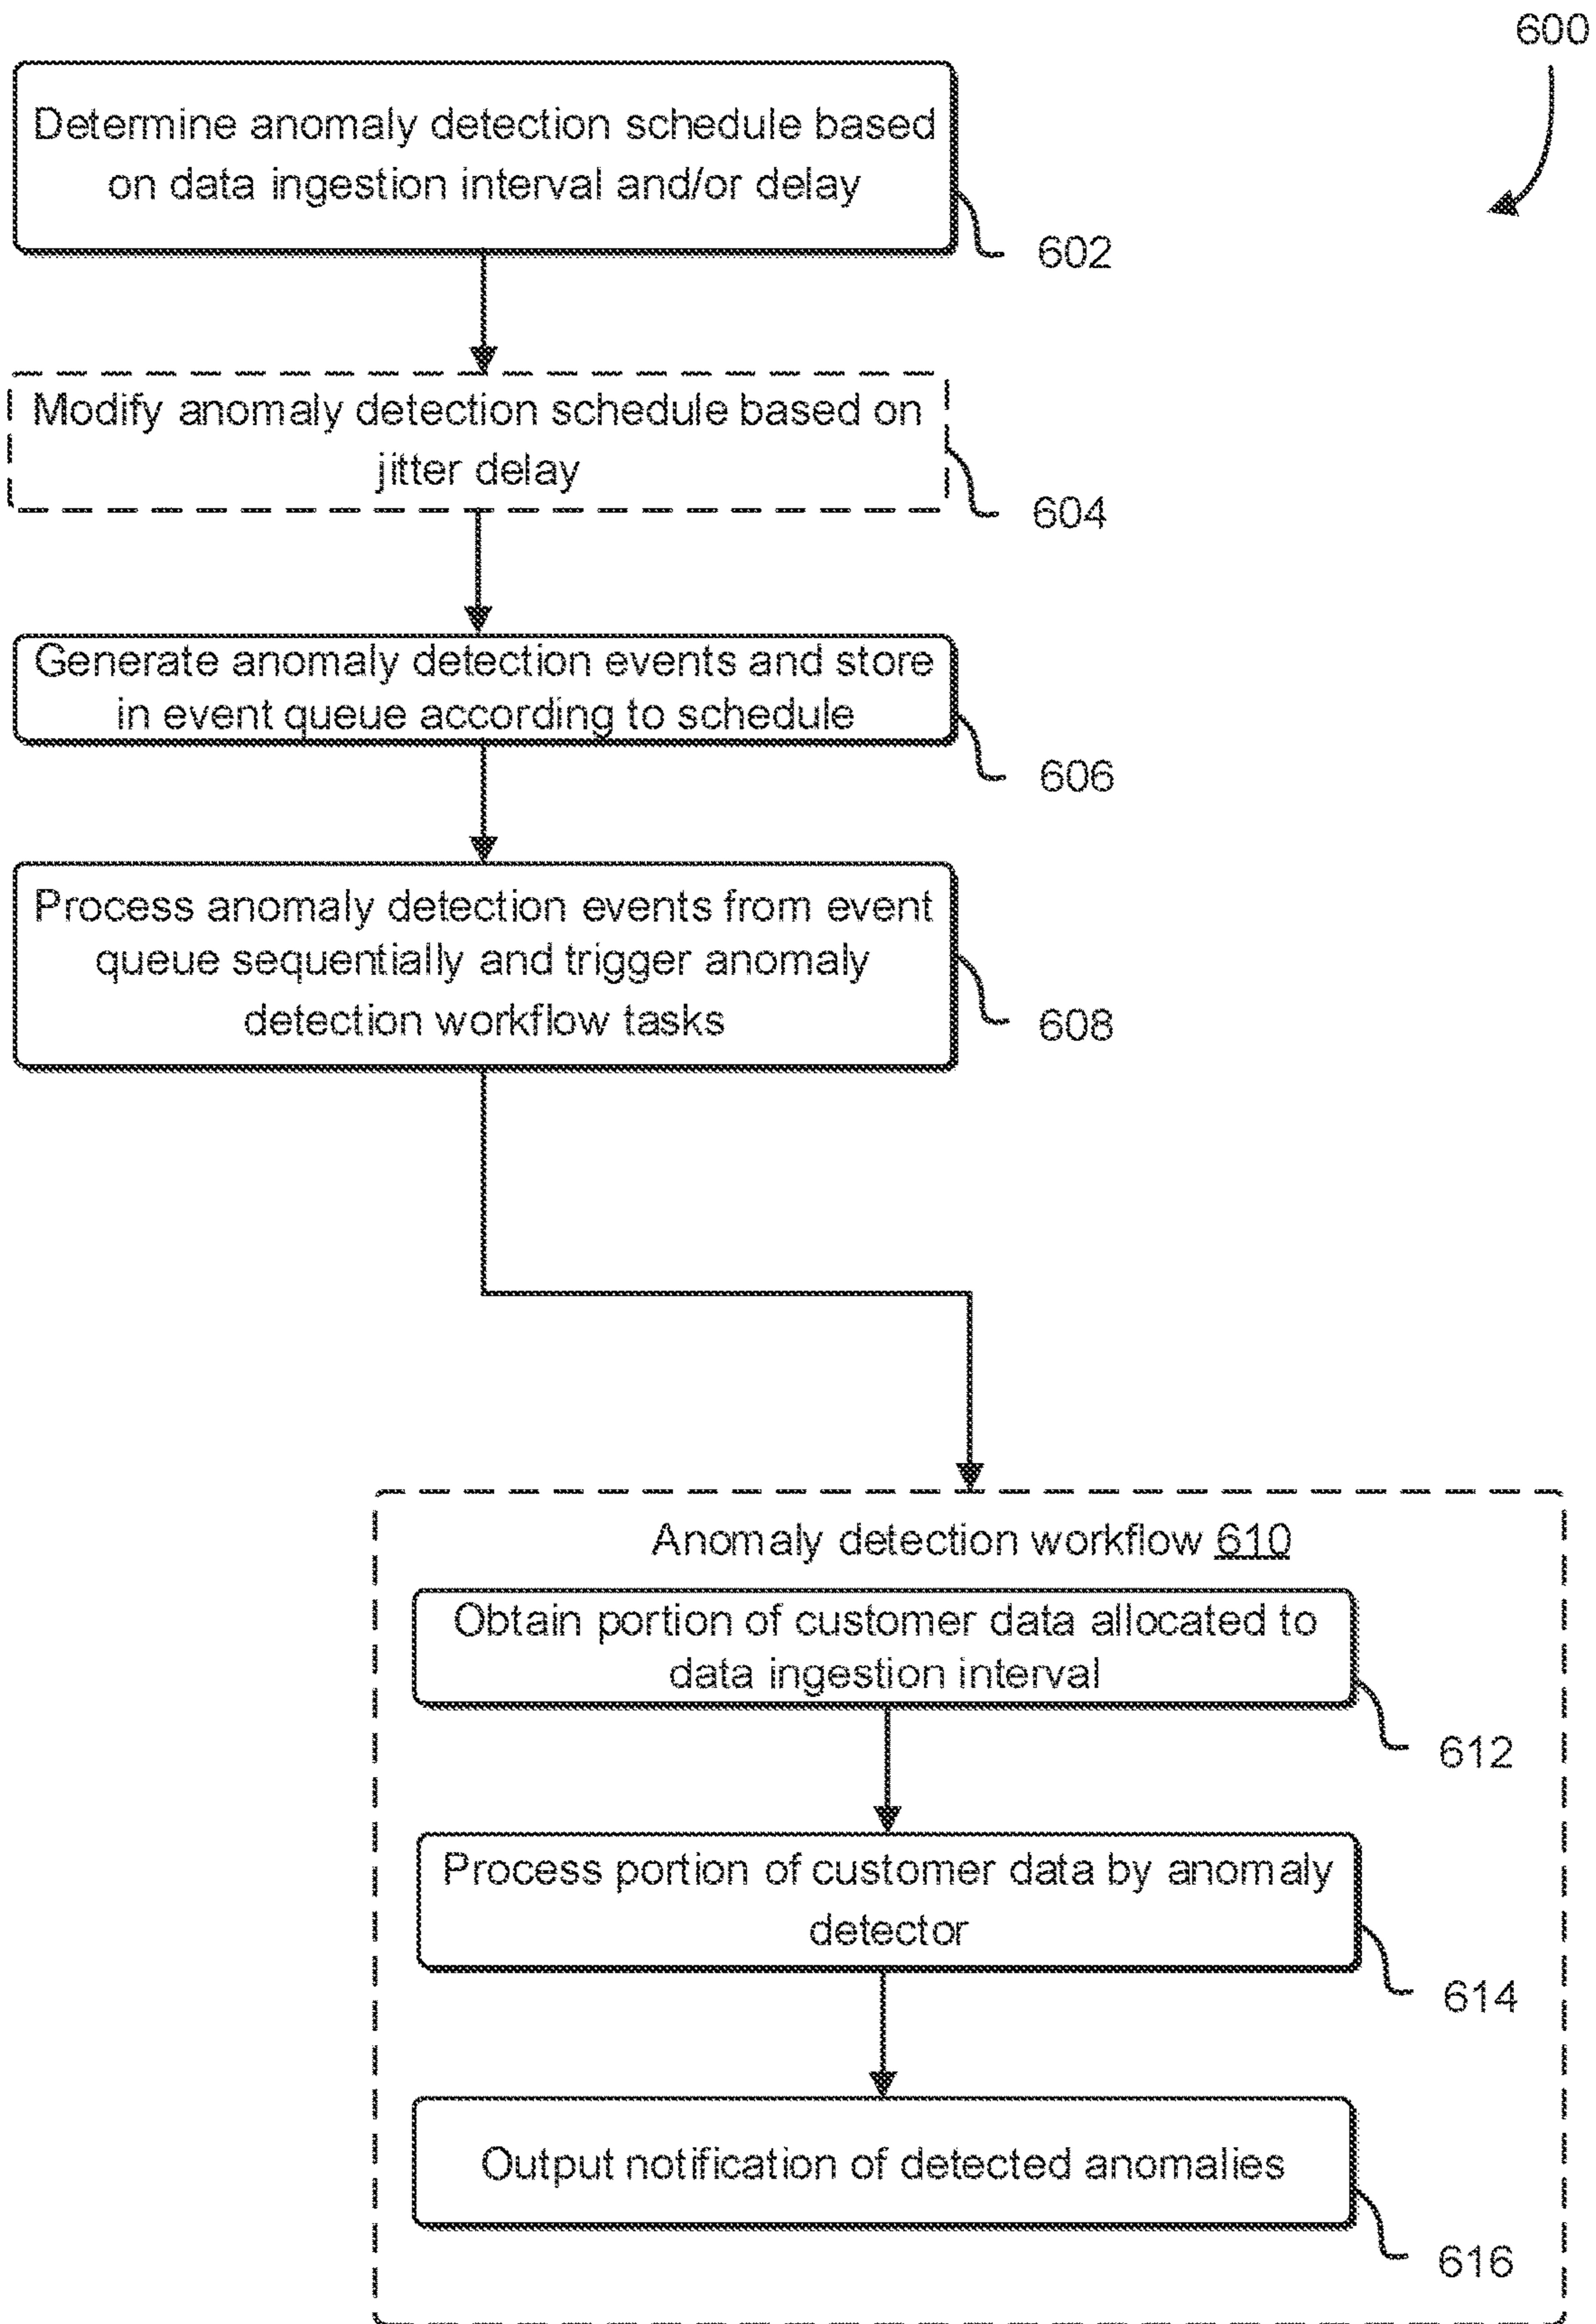 600
Determine anomaly detection schedule based
on data ingestion interval and/or delay
602
Modify anomaly detection schedule based on
jitter delay
604
Generate anomaly detection events and store
in event queue according to schedule
606
Process anomaly detection events from event
queue sequentially and trigger anomaly
detection workflow tasks
608
Anomaly detection workflow 610
Obtain portion of customer data allocated to
data ingestion interval
612
Process portion of customer data by anomaly
detector
614
Output notification of detected anomalies
616